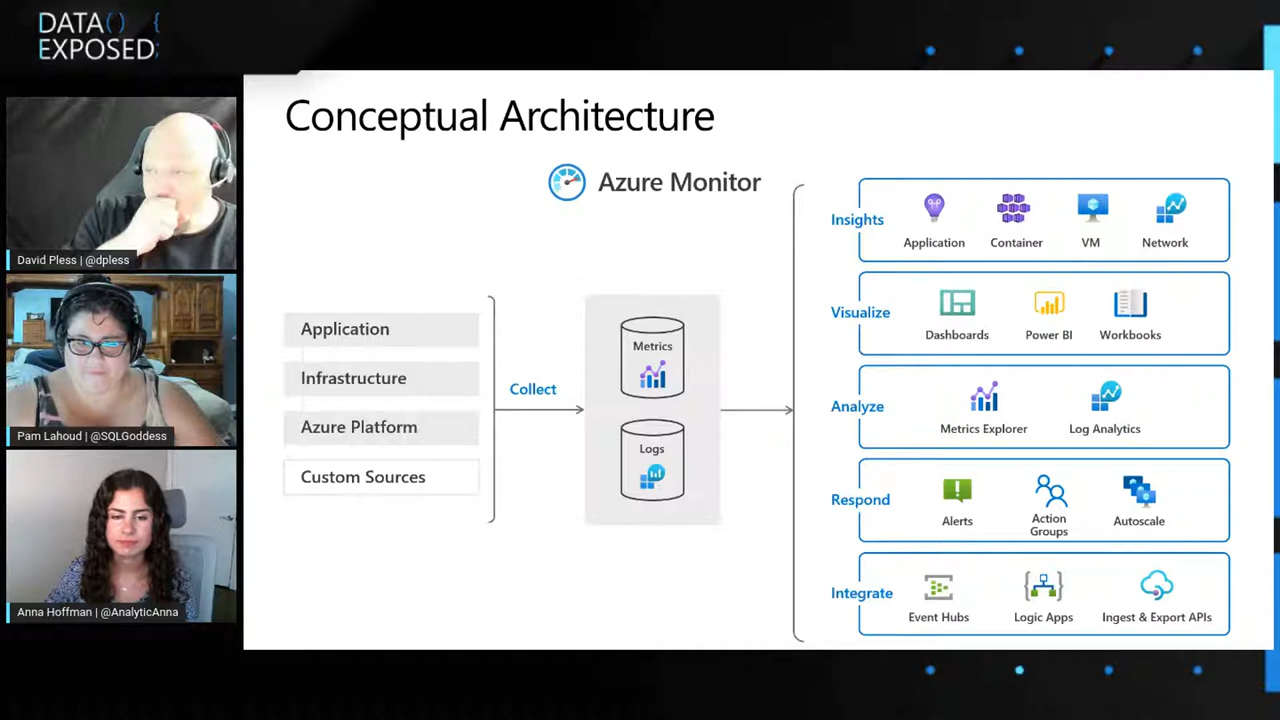 DATA(){
EXPOSED;
David Pless | @dpless
Pam Lahoud | @SQLGoddess
Anna Hoffman | @AnalyticAnna
Conceptual Architecture
Azure Monitor
Application
Infrastructure
Azure Platform
Custom Sources
Collect
Metrics
Logs
Insights
Application
Container
VM
Network
Visualize
Dashboards
Power BI
Workbooks
Analyze
Metrics Explorer
Log Analytics
Respond
Alerts
Action
Groups
Autoscale
Integrate
Event Hubs
Logic Apps
Ingest & Export APIs